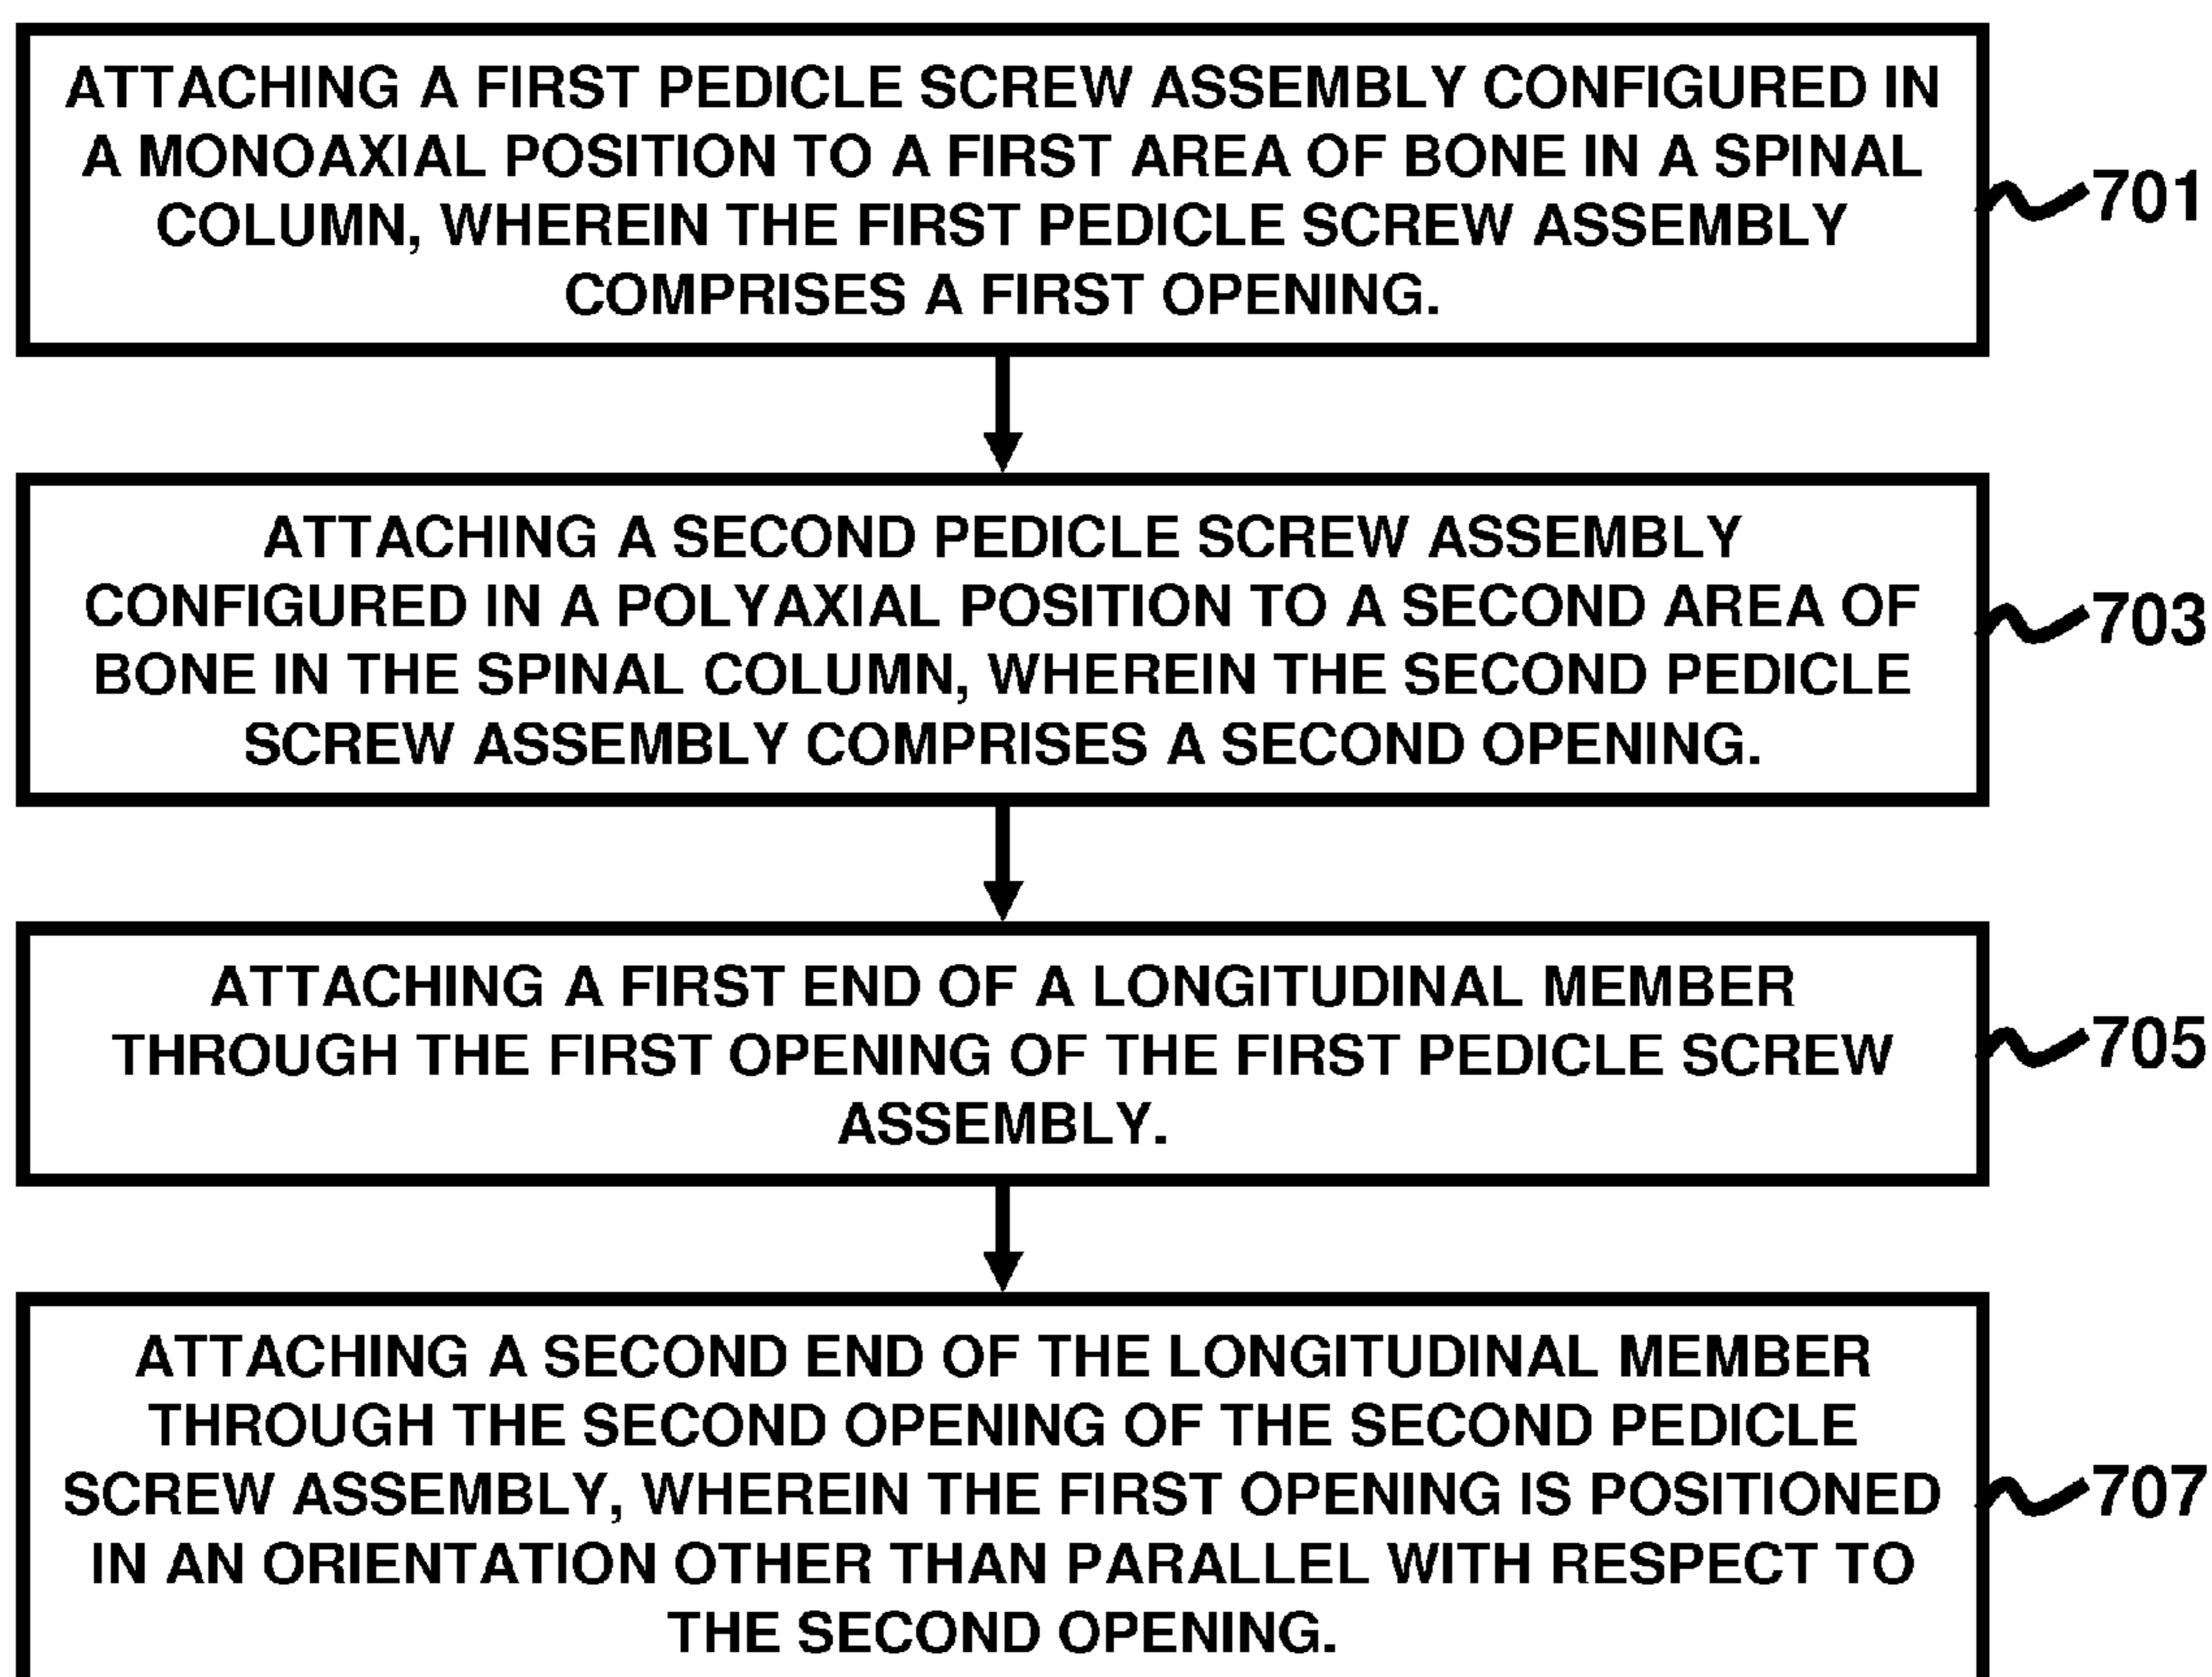 ATTACHING A FIRST PEDICLE SCREW ASSEMBLY CONFIGURED IN
A MONOAXIAL POSITION TO A FIRST AREA OF BONE IN A SPINAL
COLUMN, WHEREIN THE FIRST PEDICLE SCREW ASSEMBLY
COMPRISES A FIRST OPENING.
701
ATTACHING A SECOND PEDICLE SCREW ASSEMBLY
CONFIGURED IN A POLYAXIAL POSITION TO A SECOND AREA OF
BONE IN THE SPINAL COLUMN, WHEREIN THE SECOND PEDICLE
SCREW ASSEMBLY COMPRISES A SECOND OPENING.
703
ATTACHING A FIRST END OF A LONGITUDINAL MEMBER
THROUGH THE FIRST OPENING OF THE FIRST PEDICLE SCREW
ASSEMBLY.
705
ATTACHING A SECOND END OF THE LONGITUDINAL MEMBER
THROUGH THE SECOND OPENING OF THE SECOND PEDICLE
SCREW ASSEMBLY, WHEREIN THE FIRST OPENING IS POSITIONED
IN AN ORIENTATION OTHER THAN PARALLEL WITH RESPECT TO
THE SECOND OPENING.
707